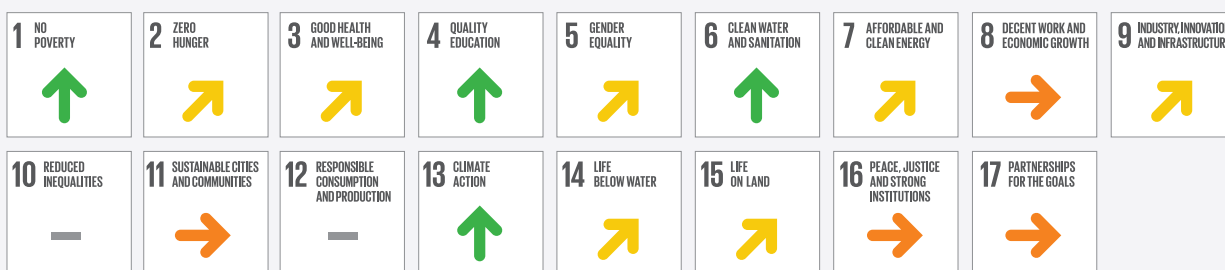 1 NO
POVERTY
2 ZERO
HUNGER
3 GOOD HEALTH
AND WELL-BEING
4 QUALITY
EDUCATION
5 GENDER
EQUALITY
6 CLEAN WATER
AND SANITATION
7 AFFORDABLE AND
CLEAN ENERGY
8 DECENT WORK AND
ECONOMIC GROWTH
9 INDUSTRY, INNOVATIO
AND INFRASTRUCTUR
10 REDUCED
INEQUALITIES
11 SUSTAINABLE CITIES
AND COMMUNITIES
12 RESPONSIBLE
CONSUMPTION
AND PRODUCTION
13 CLIMATE
ACTION
14 LIFE
BELOW WATER
15 LIFE
ON LAND
16 PEACE, JUSTICE
AND STRONG
INSTITUTIONS
17 PARTNERSHIPS
FOR THE GOALS